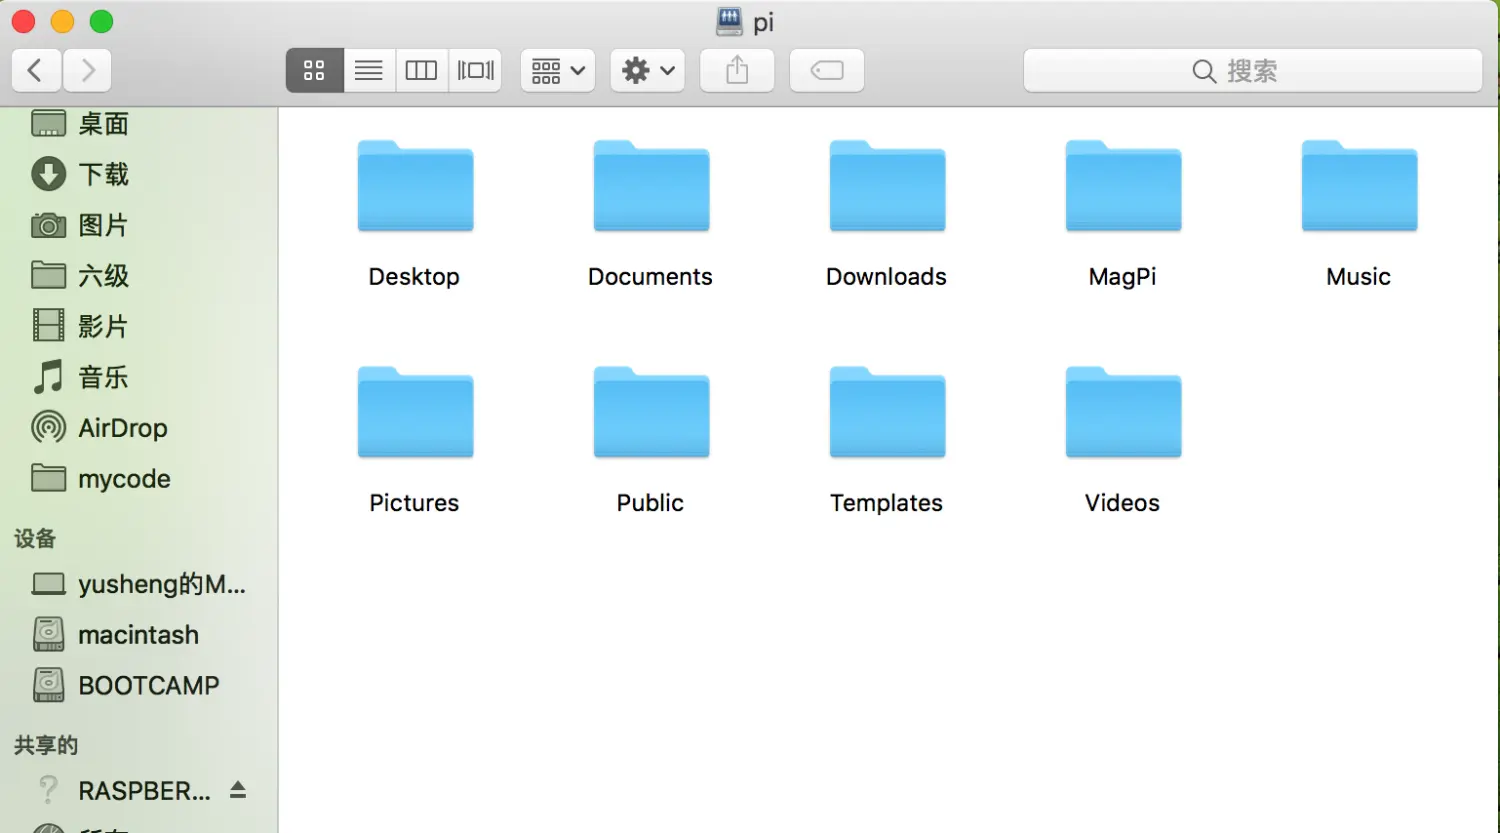 pi
搜索
桌面
下载
图片
六级
影片
音乐
AirDrop
mycode
设备
yusheng的M...
macintash
BOOTCAMP
共享的
RASPBER...
Desktop
Documents
Downloads
MagPi
Music
Pictures
Public
Templates
Videos